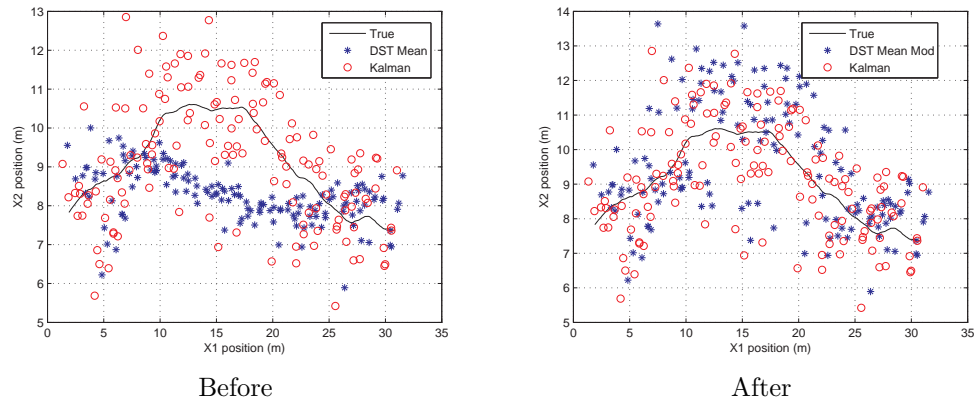 13
12
11
10
9
8
7
6
5
X2 position (m)
0 5 10 15 20 25 30 35
X1 position (m)
True
DST Mean
Kalman
Before
14
13
12
11
10
9
8
7
6
5
X2 position (m)
0 5 10 15 20 25 30 35
X1 position (m)
True
DST Mean Mod
Kalman
After